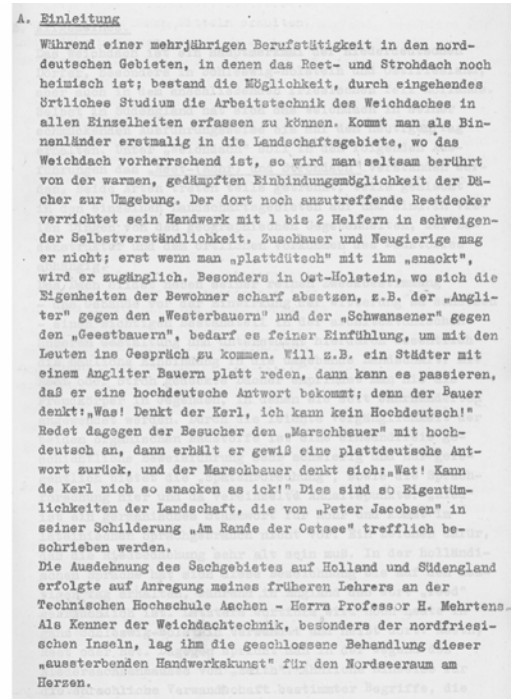 A. Einleitung
Während einer mehrjährigen Berufstätigkeit in den nord-
deutschen Gebieten, in denen das Reet- und Strohdach noch
heimisch ist; bestand die Möglichkeit, durch eingehendes
örtliches Studium die Arbeitstechnik des Weichdaches in
allen Einzelheiten erfassen zu können. Kommt man als Bin-
nenländer erstmalig in die Landschaftsgebiete, wo das
Weichdach vorherrschend ist, so wird man seltsam berührt
von der warmen, gedämpften Einbindungsmöglichkeit der Dä-
cher zur Umgebung. Der dort noch anzutreffende Reetdecker
verrichtet sein Handwerk mit 1 bis 2 Helfern in schweigen-
der Selbstverständlichkeit. Zuschauer und Neugierige mag
er nicht; erst wenn man „plattdütsch" mit ihm „snackt",
wird er zugänglich. Besonders in Ost-Holstein, wo sich die
Eigenheiten der Bewohner scharf absetzen, z.B. der „Angli-
ter" gegen den „Westerbauern" und der „Schwansener" gegen
den „Geestbauern", bedarf es feiner Einfühlung, um mit den
Leuten ins Gespräch zu kommen. Will z.B. ein Städter mit
einem Angliter Bauern platt reden, dann kann es passieren,
daß er eine hochdeutsche Antwort bekommt; denn der Bauer
denkt:„Was! Denkt der Kerl, ich kann kein Hochdeutsch!"
Redet dagegen der Besucher den „Marschbauer" mit hoch-
deutsch an, dann erhält er gewiß eine plattdeutsche Ant-
wort zurück, und der Marschbauer denkt sich:„Wat! Kann
de Kerl nich so snacken as ick!" Dies sind so Eigentüm-
lichkeiten der Landschaft, die von „Peter Jacobsen" in
seiner Schilderung „Am Rande der Ostsee" trefflich be-
schrieben werden.
Die Ausdehnung des Sachgebietes auf Holland und Südengland
erfolgte auf Anregung meines früheren Lehrers an der
Technischen Hochschule Aachen - Herrn Professor H. Mehrtens.
Als Kenner der Weichdachtechnik, besonders der nordfriesi-
schen Inseln, lag ihm die geschlossene Behandlung dieser
„aussterbenden Handwerkskunst" für den Nordseeraum am
Herzen.